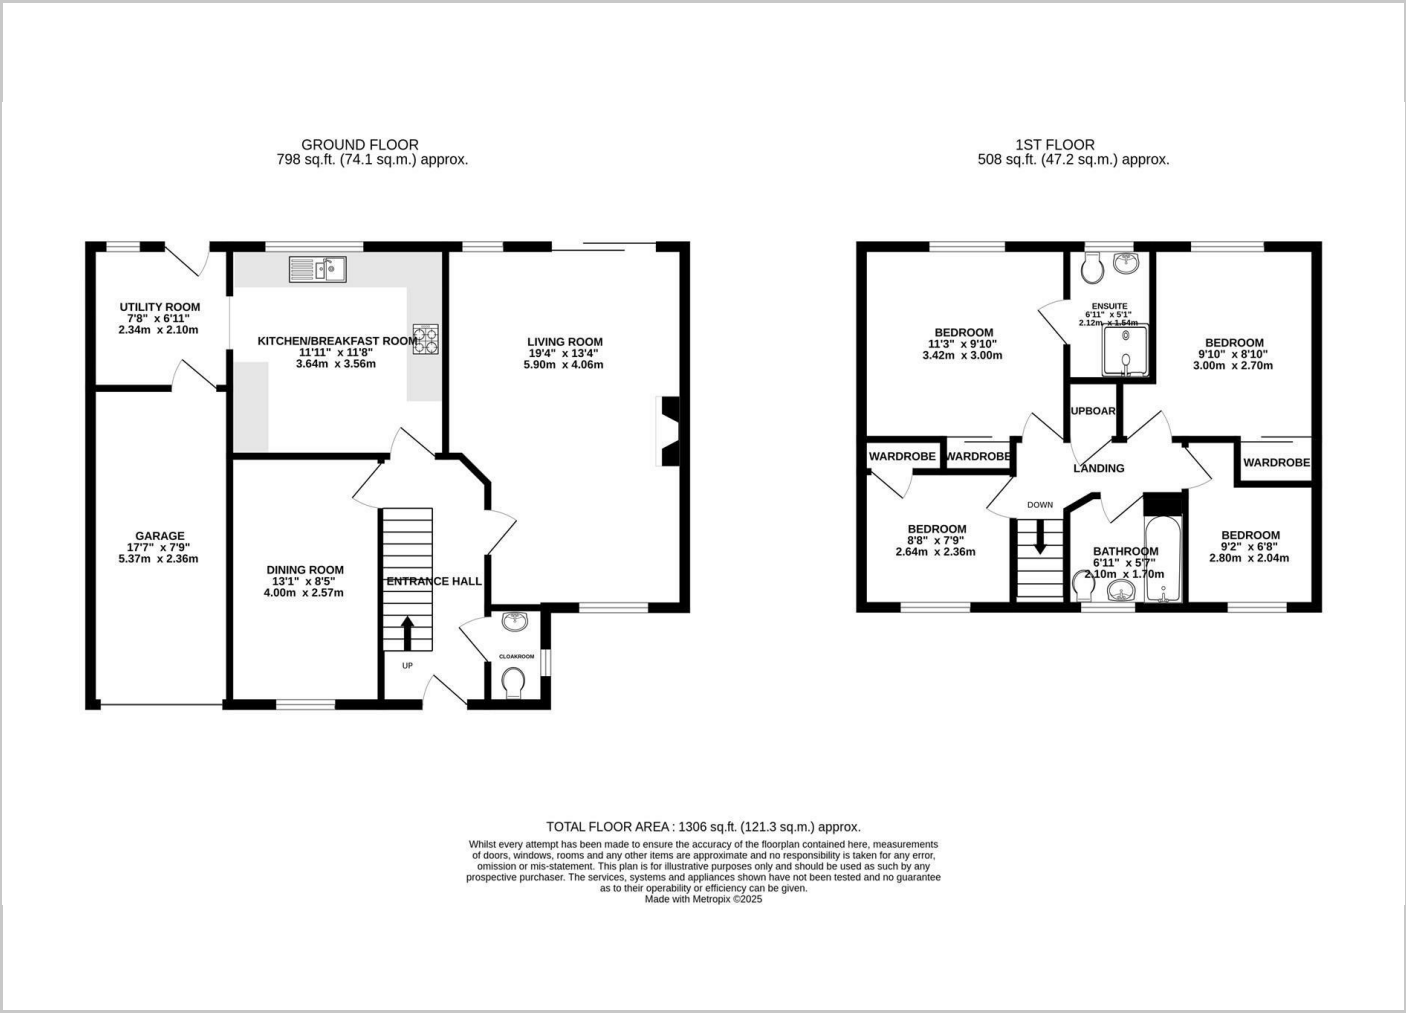 GROUND FLOOR
798 sq.ft. (74.1 sq.m.) approx.
1ST FLOOR
508 sq.ft. (47.2 sq.m.) approx.
UTILITY ROOM
7'8" x 6'11"
2.34m x 2.10m
KITCHEN/BREAKFAST ROOM
11'11" x 11'8"
3.64m x 3.56m
LIVING ROOM
19'4" x 13'4"
5.90m x 4.06m
GARAGE
17'7" x 7'9"
5.37m x 2.36m
DINING ROOM
13'1" x 8'5"
4.00m x 2.57m
ENTRANCE HALL
UP
CLOAKROOM
BEDROOM
11'3" x 9'10"
3.42m x 3.00m
ENSUITE
6'11" x 5'1"
2.12m x 1.54m
BEDROOM
9'10" x 8'10"
3.00m x 2.70m
UPBOAR
WARDROBE
WARDROBE
LANDING
WARDROBE
DOWN
BEDROOM
8'8" x 7'9"
2.64m x 2.36m
BATHROOM
6'11" x 5'7"
2.10m x 1.70m
BEDROOM
9'2" x 6'8"
2.80m x 2.04m
TOTAL FLOOR AREA : 1306 sq.ft. (121.3 sq.m.) approx.
Whilst every attempt has been made to ensure the accuracy of the floorplan contained here, measurements
of doors, windows, rooms and any other items are approximate and no responsibility is taken for any error,
omission or mis-statement. This plan is for illustrative purposes only and should be used as such by any
prospective purchaser. The services, systems and appliances shown have not been tested and no guarantee
as to their operability or efficiency can be given.
Made with Metropix ©2025